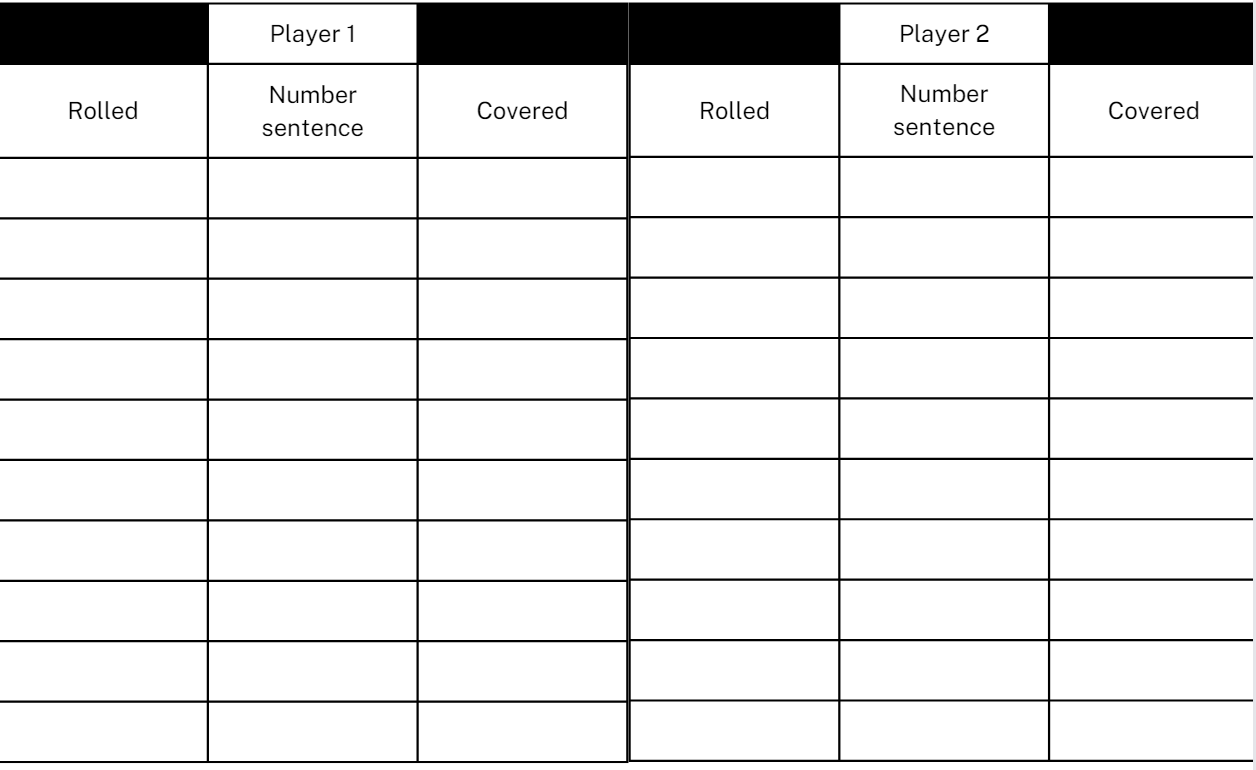 Player 1
Player 2
Rolled
Number
sentence
Covered
Rolled
Number
sentence
Covered